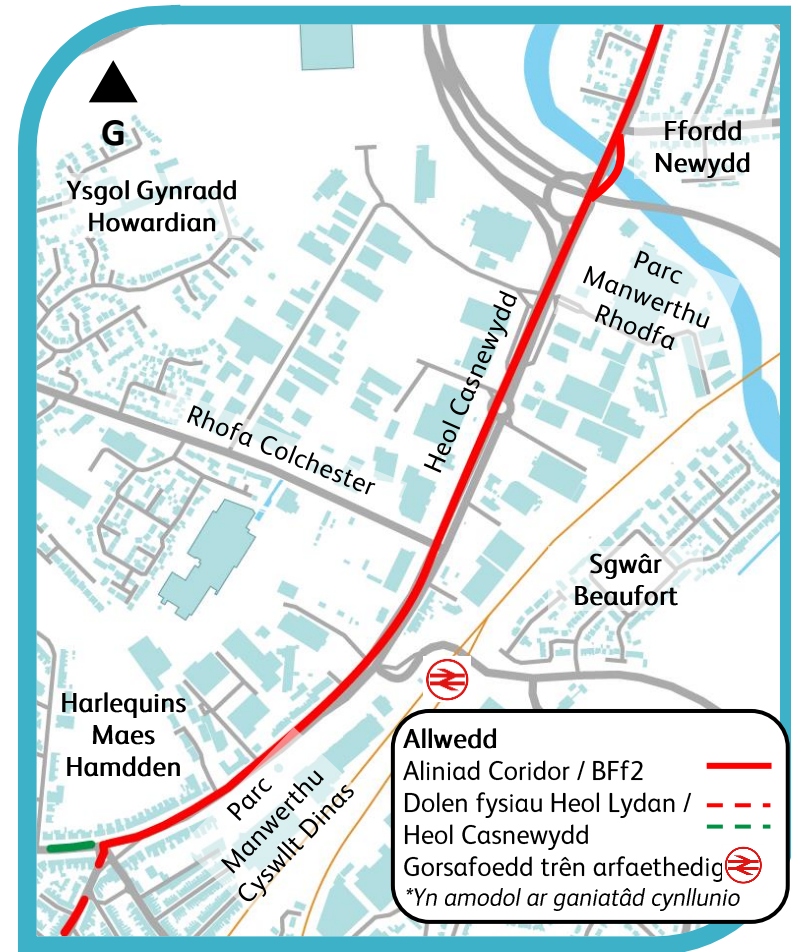 G
Ffordd
Newydd
Ysgol Gynradd
Howardian
Parc
Manwerthu
Rhodfa
Heol Casnewydd
Rhofa Colchester
Sgwâr
Beaufort
Harlequins
Maes
Hamdden
Parc
Manwerthu
Cyswllt Dinas
Allwedd
Aliniad Coridor / BFf2
Dolen fysiau Heol Lydan /
Heol Casnewydd
Gorsafoedd trên arfaethedig
*Yn amodol ar ganiatâd cynllunio